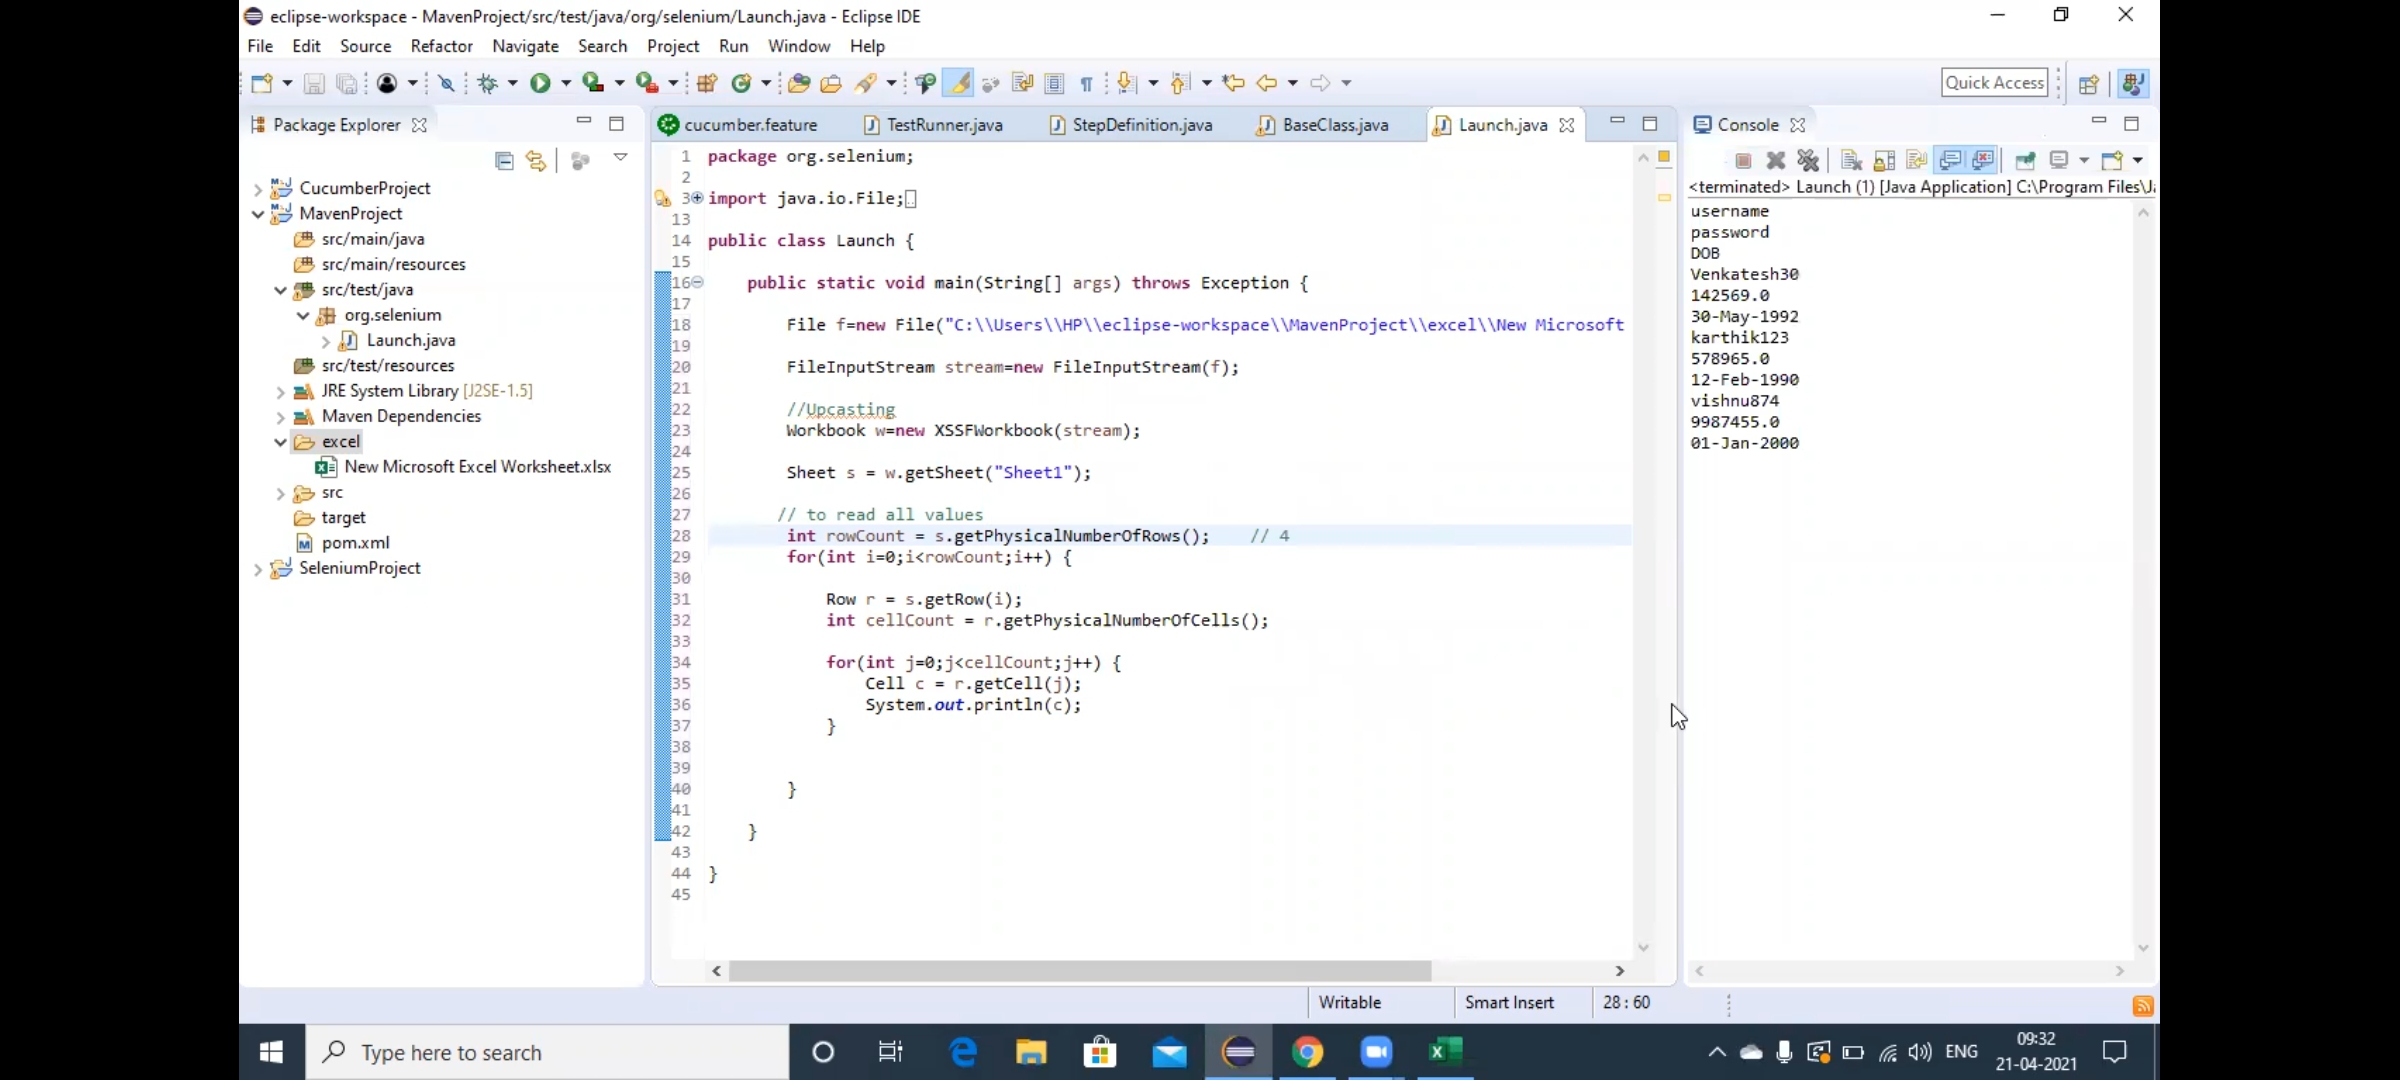 eclipse-workspace - MavenProject/src/test/java/org/selenium/Launch.java - Eclipse IDE
File Edit Source Refactor Navigate Search Project Run Window Help
Quick Access
Package Explorer
CucumberProject
MavenProject
src/main/java
src/main/resources
src/test/java
org.selenium
Launch.java
src/test/resources
JRE System Library [J2SE-1.5]
Maven Dependencies
excel
New Microsoft Excel Worksheet.xlsx
src
target
pom.xml
SeleniumProject
cucumber.feature TestRunner.java StepDefinition.java BaseClass.java Launch.java
1 package org.selenium;
2
3 import java.io.File;
13
14 public class Launch {
15
16 public static void main(String[] args) throws Exception {
17
18 File f=new File("C:\\Users\\HP\\eclipse-workspace\\MavenProject\\excel\\New Microsoft
19
20 FileInputStream stream=new FileInputStream(f);
21
22 //Upcasting
23 Workbook w=new XSSFWorkbook(stream);
24
25 Sheet s = w.getSheet("Sheet1");
26
27 // to read all values
28 int rowCount = s.getPhysicalNumberOfRows(); // 4
29 for(int i=0;i<rowCount;i++) {
30
31 Row r = s.getRow(i);
32 int cellCount = r.getPhysicalNumberOfCells();
33
34 for(int j=0;j<cellCount;j++) {
35 Cell c = r.getCell(j);
36 System.out.println(c);
37 }
38
39
40 }
41
42 }
43
44 }
45
Console
<terminated> Launch (1) [Java Application] C:\Program Files\Ja
username
password
DOB
Venkatesh30
142569.0
30-May-1992
karthik123
578965.0
12-Feb-1990
vishnu874
9987455.0
01-Jan-2000
Writable Smart Insert 28 : 60
Type here to search
ENG
09:32
21-04-2021